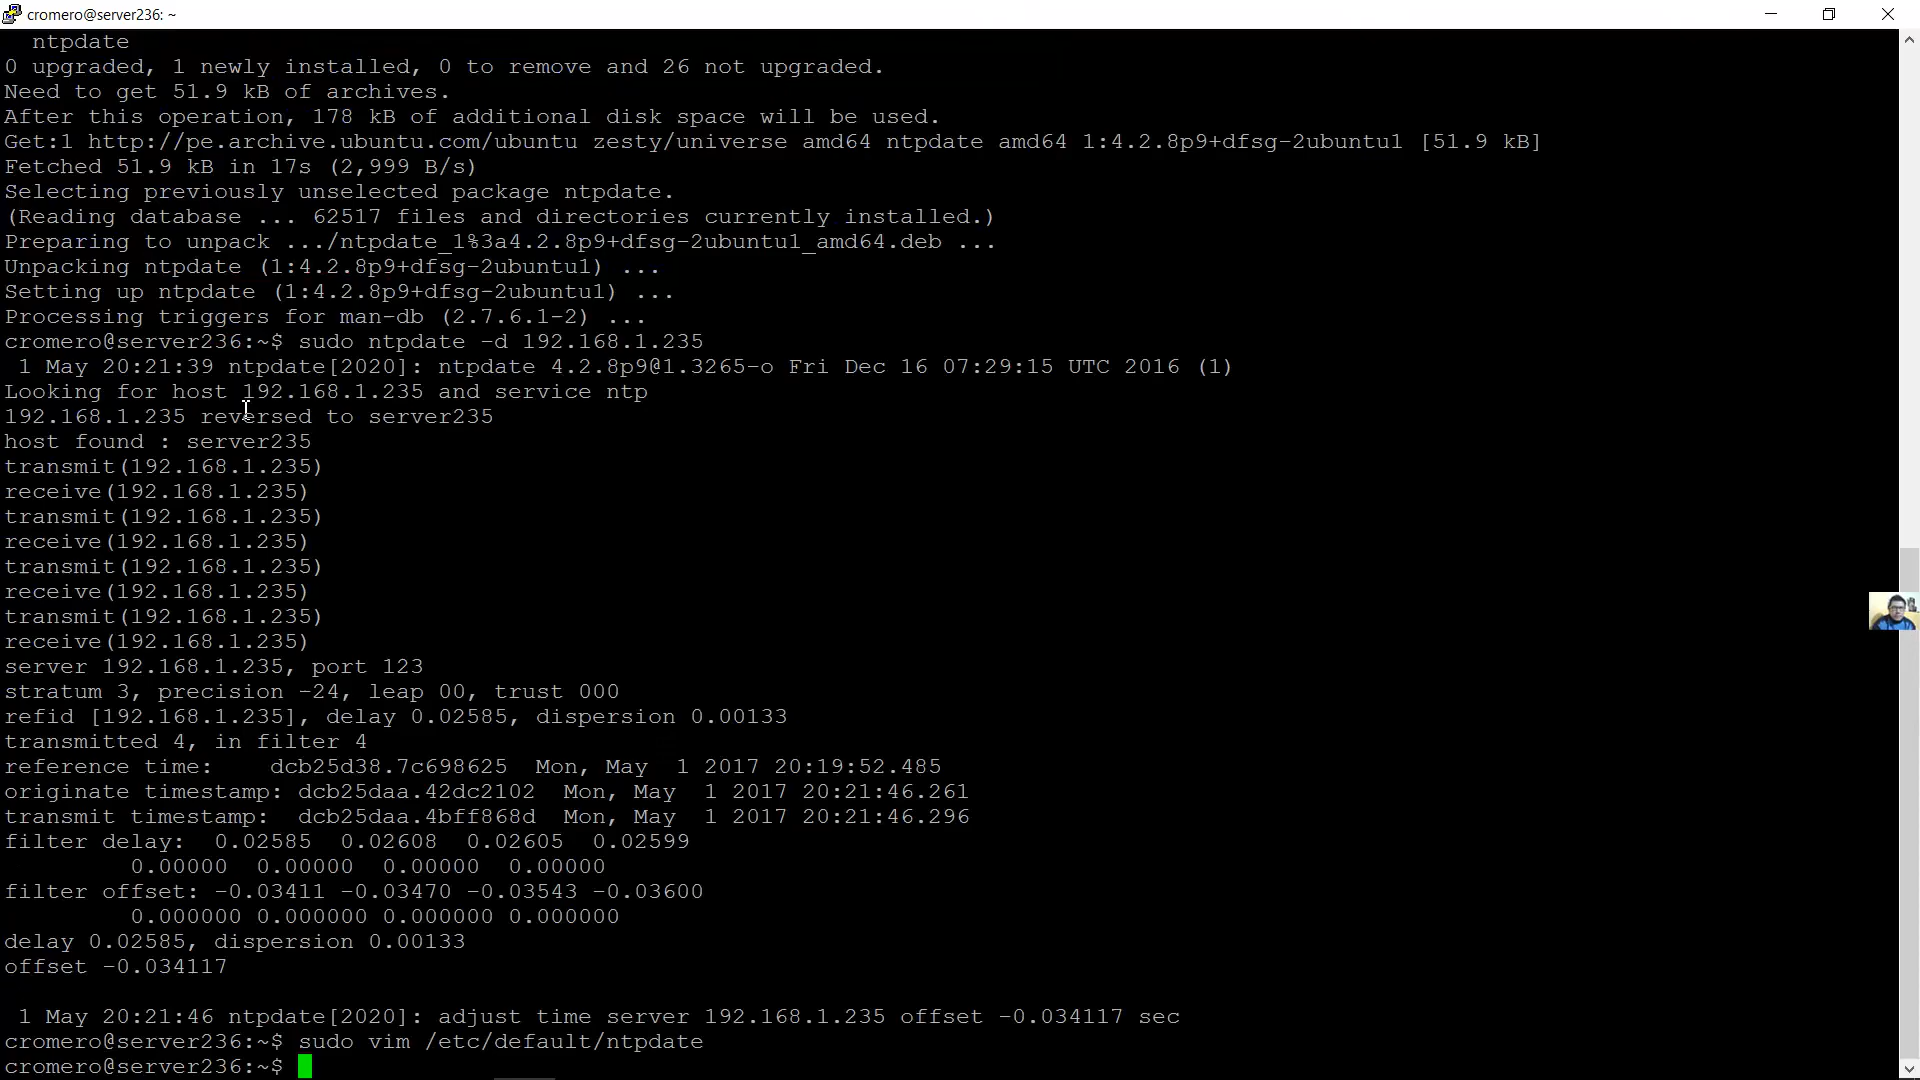 cromero@server236: ~
ntpdate
0 upgraded, 1 newly installed, 0 to remove and 26 not upgraded.
Need to get 51.9 kB of archives.
After this operation, 178 kB of additional disk space will be used.
Get:1 http://pe.archive.ubuntu.com/ubuntu zesty/universe amd64 ntpdate amd64 1:4.2.8p9+dfsg-2ubuntu1 [51.9 kB]
Fetched 51.9 kB in 17s (2,999 B/s)
Selecting previously unselected package ntpdate.
(Reading database ... 62517 files and directories currently installed.)
Preparing to unpack .../ntpdate_1%3a4.2.8p9+dfsg-2ubuntu1_amd64.deb ...
Unpacking ntpdate (1:4.2.8p9+dfsg-2ubuntu1) ...
Setting up ntpdate (1:4.2.8p9+dfsg-2ubuntu1) ...
Processing triggers for man-db (2.7.6.1-2) ...
cromero@server236:~$ sudo ntpdate -d 192.168.1.235
1 May 20:21:39 ntpdate[2020]: ntpdate 4.2.8p9@1.3265-o Fri Dec 16 07:29:15 UTC 2016 (1)
Looking for host 192.168.1.235 and service ntp
192.168.1.235 reversed to server235
host found : server235
transmit(192.168.1.235)
receive(192.168.1.235)
transmit(192.168.1.235)
receive(192.168.1.235)
transmit(192.168.1.235)
receive(192.168.1.235)
transmit(192.168.1.235)
receive(192.168.1.235)
server 192.168.1.235, port 123
stratum 3, precision -24, leap 00, trust 000
refid [192.168.1.235], delay 0.02585, dispersion 0.00133
transmitted 4, in filter 4
reference time:    dcb25d38.7c698625  Mon, May  1 2017 20:19:52.485
originate timestamp: dcb25daa.42dc2102  Mon, May  1 2017 20:21:46.261
transmit timestamp:  dcb25daa.4bff868d  Mon, May  1 2017 20:21:46.296
filter delay:  0.02585  0.02608  0.02605  0.02599
0.00000  0.00000  0.00000  0.00000
filter offset: -0.03411 -0.03470 -0.03543 -0.03600
0.000000 0.000000 0.000000 0.000000
delay 0.02585, dispersion 0.00133
offset -0.034117
1 May 20:21:46 ntpdate[2020]: adjust time server 192.168.1.235 offset -0.034117 sec
cromero@server236:~$ sudo vim /etc/default/ntpdate
cromero@server236:~$